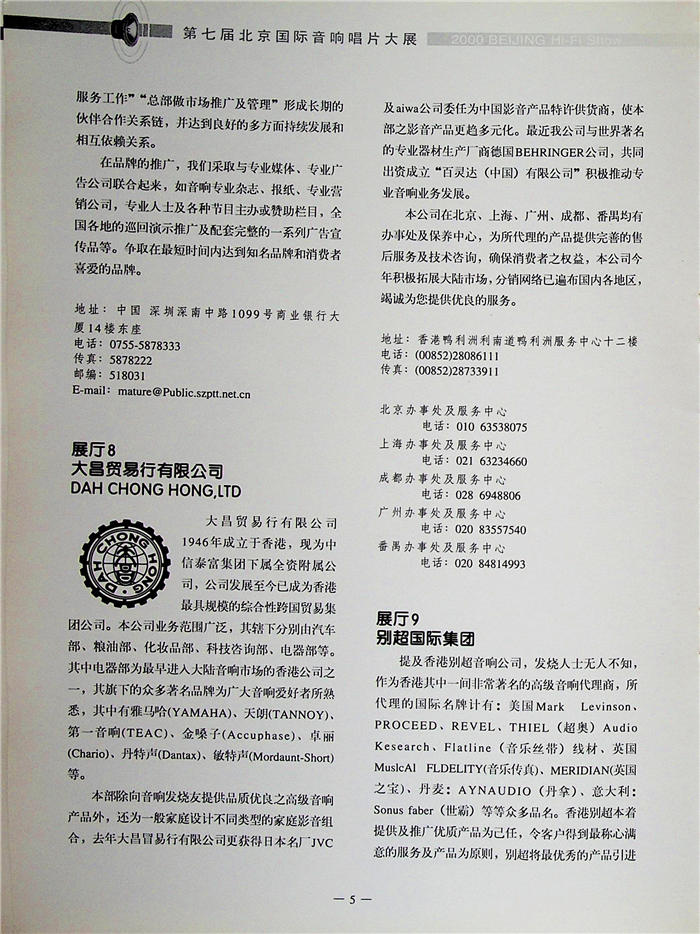 第七届北京国际音响唱片大展
2000 BEIJING Hi-Fi Show
服务工作”“总部做市场推广及管理”形成长期的
伙伴合作关系链，并达到良好的多方面持续发展和
相互依赖关系。
在品牌的推广，我们采取与专业媒体、专业广
告公司联合起来，如音响专业杂志、报纸、专业营
销公司，专业人士及各种节目主办或赞助栏目，全
国各地的巡回演示推广及配套完整的一系列广告宣
传品等。争取在最短时间内达到知名品牌和消费者
喜爱的品牌。
地址：中国 深圳深南中路1099号商业银行大
厦14楼东座
电话：0755-5878333
传真：5878222
邮编：518031
E-mail：mature@Public.szptt.net.cn
展厅8
大昌贸易行有限公司
DAH CHONG HONG,LTD
DAH CHONG HONG
大昌贸易行有限公司
1946年成立于香港，现为中
信泰富集团下属全资附属公
司，公司发展至今已成为香港
最具规模的综合性跨国贸易集
团公司。本公司业务范围广泛，其辖下分别由汽车
部、粮油部、化妆品部、科技咨询部、电器部等。
其中电器部为最早进入大陆音响市场的香港公司之
一，其旗下的众多著名品牌为广大音响爱好者所熟
悉，其中有雅马哈(YAMAHA)、天朗(TANNOY)、
第一音响(TEAC)、金嗓子(Accuphase)、卓丽
(Chario)、丹特声(Dantax)、敏特声(Mordaunt-Short)
等。
本部除向音响发烧友提供品质优良之高级音响
产品外，还为一般家庭设计不同类型的家庭影音组
合，去年大昌冒易行有限公司更获得日本名厂JVC
及aiwa公司委任为中国影音产品特许供货商，使本
部之影音产品更趋多元化。最近我公司与世界著名
的专业器材生产厂商德国BEHRINGER公司，共同
出资成立“百灵达（中国）有限公司”积极推动专
业音响业务发展。
本公司在北京、上海、广州、成都、番禺均有
办事处及保养中心，为所代理的产品提供完善的售
后服务及技术咨询，确保消费者之权益，本公司今
年积极拓展大陆市场，分销网络已遍布国内各地区，
竭诚为您提供优良的服务。
地址：香港鸭利洲利南道鸭利洲服务中心十二楼
电话：(00852)28086111
传真：(00852)28733911
北京办事处及服务中心
电话：010 63538075
上海办事处及服务中心
电话：021 63234660
成都办事处及服务中心
电话：028 6948806
广州办事处及服务中心
电话：020 83557540
番禺办事处及服务中心
电话：020 84814993
展厅9
别超国际集团
提及香港别超音响公司，发烧人士无人不知，
作为香港其中一间非常著名的高级音响代理商，所
代理的国际名牌计有：美国Mark Levinson、
PROCEED、REVEL、THIEL（超奥）Audio
Kesearch、Flatline（音乐丝带）线材、英国
MuslcAl FLDELITY(音乐传真)、MERIDIAN(英国
之宝)、丹麦：AYNAUDIO（丹拿）、意大利：
Sonus faber（世霸）等等众多品名。香港别超本着
提供及推广优质产品为己任，令客户得到最称心满
意的服务及产品为原则，别超将最优秀的产品引进
— 5 —